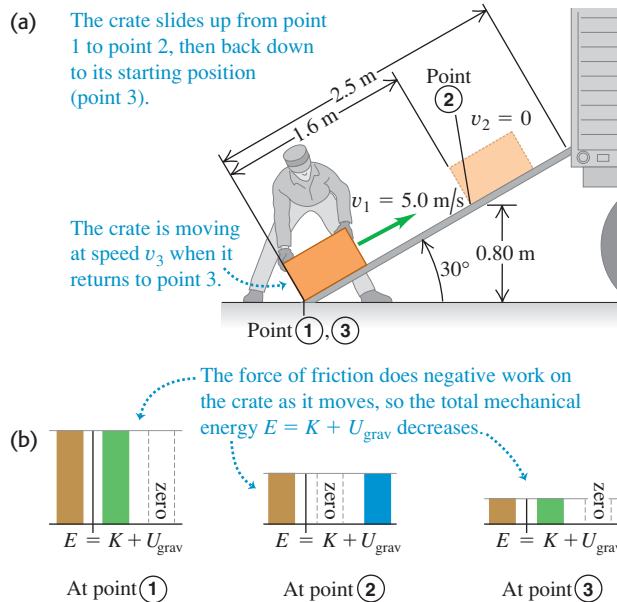 (a)
The crate slides up from point
1 to point 2, then back down
to its starting position
(point 3).
2.5 m
1.6 m
Point
2
v₂ = 0
v₁ = 5.0 m/s
The crate is moving
at speed v₃ when it
returns to point 3.
30°
0.80 m
Point 1, 3
(b)
The force of friction does negative work on
the crate as it moves, so the total mechanical
energy E = K + U_grav decreases.
zero
zero
zero
E = K + U_grav
E = K + U_grav
E = K + U_grav
At point 1
At point 2
At point 3